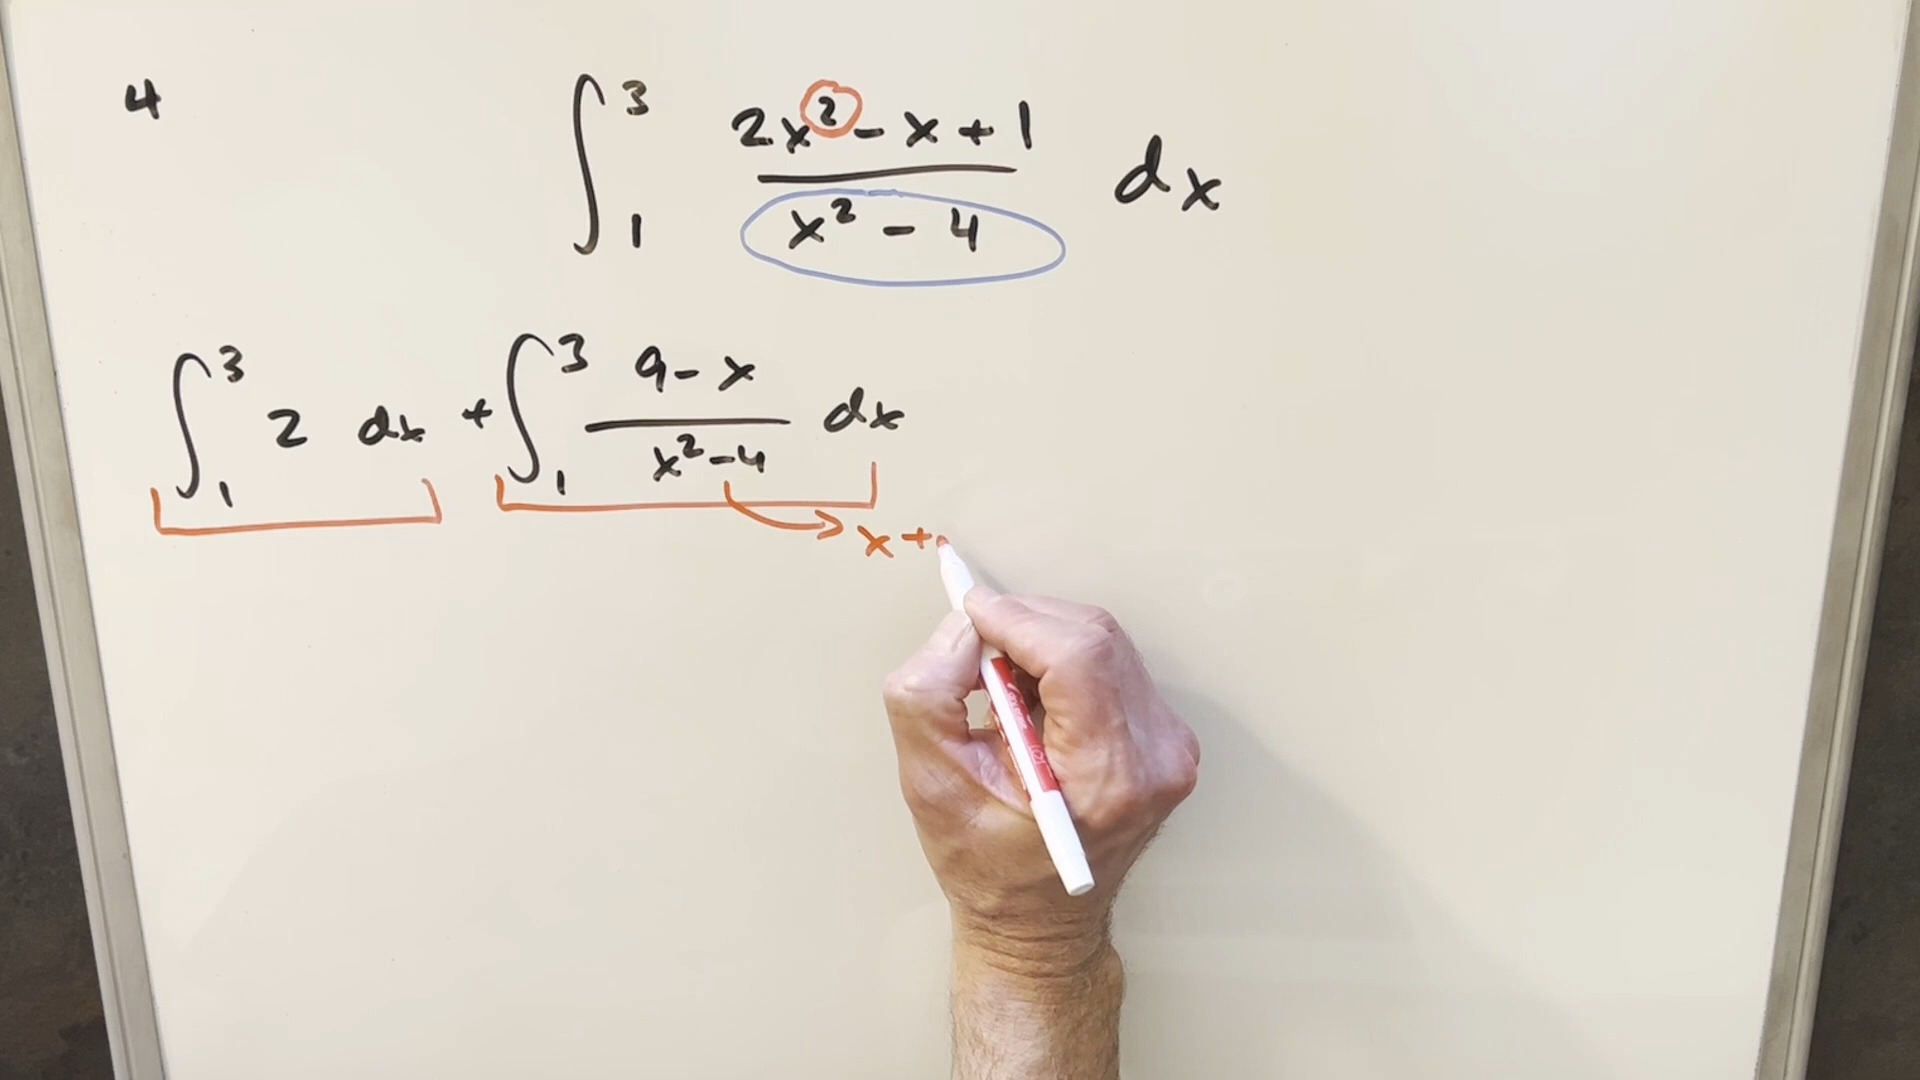 4
∫₁³ (2x² - x + 1)/(x² - 4) dx
∫₁³ 2 dx + ∫₁³ (9 - x)/(x² - 4) dx
x +